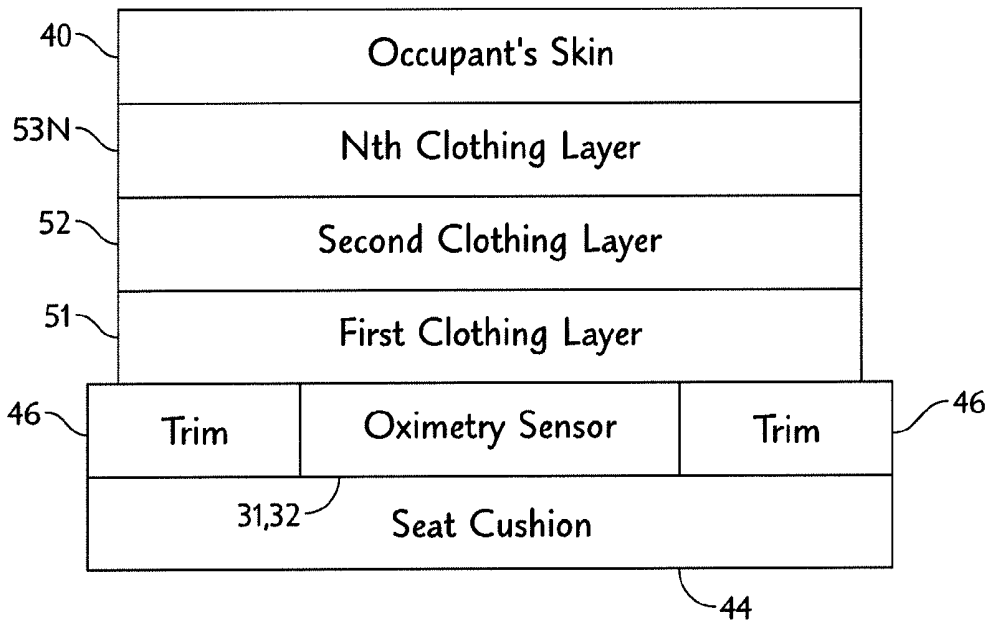 40
Occupant's Skin
53N
Nth Clothing Layer
52
Second Clothing Layer
51
First Clothing Layer
46
Trim
Oximetry Sensor
Trim
46
31,32
Seat Cushion
44